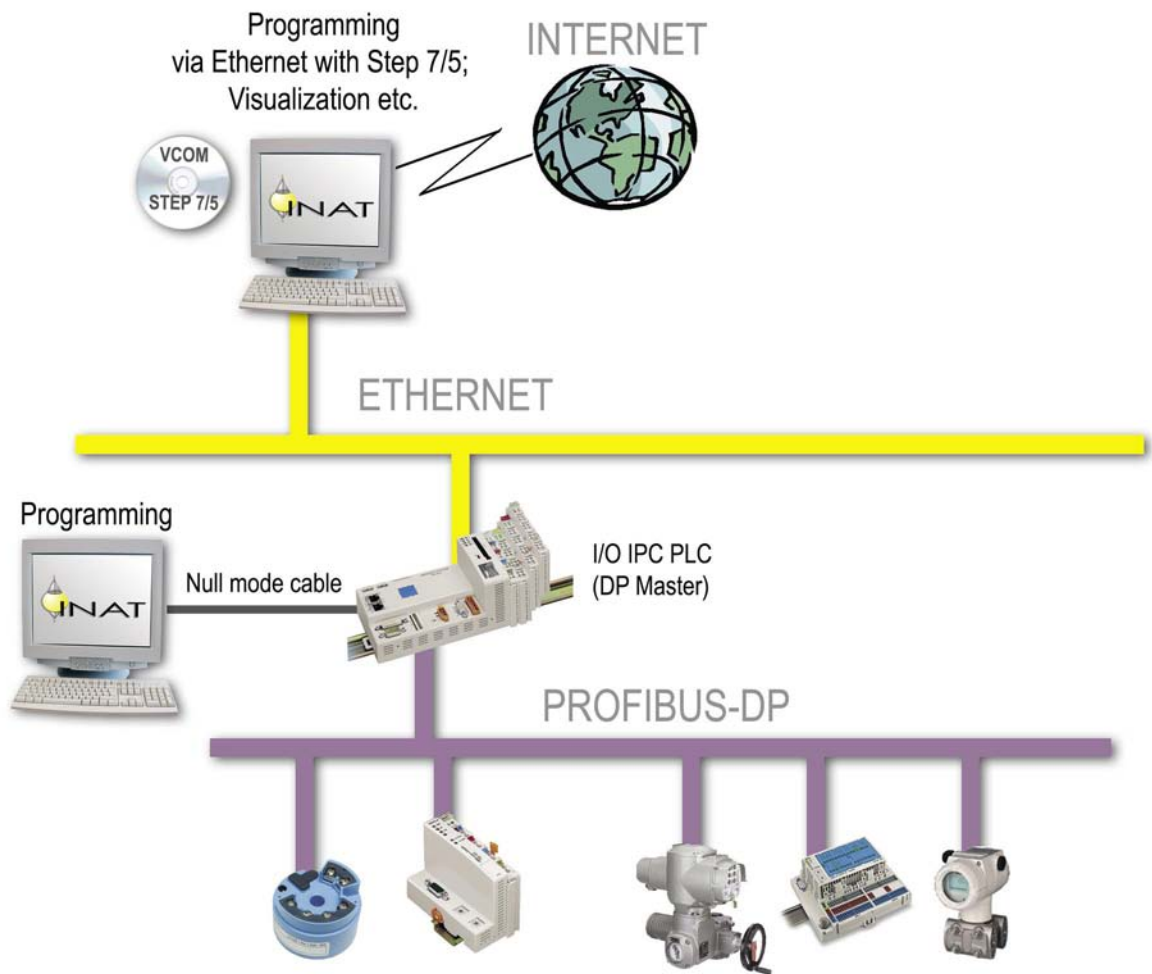 Programming
via Ethernet with Step 7/5;
Visualization etc.
INTERNET
VCOM
STEP 7/5
INAT
ETHERNET
Programming
INAT
Null mode cable
I/O IPC PLC
(DP Master)
PROFIBUS-DP